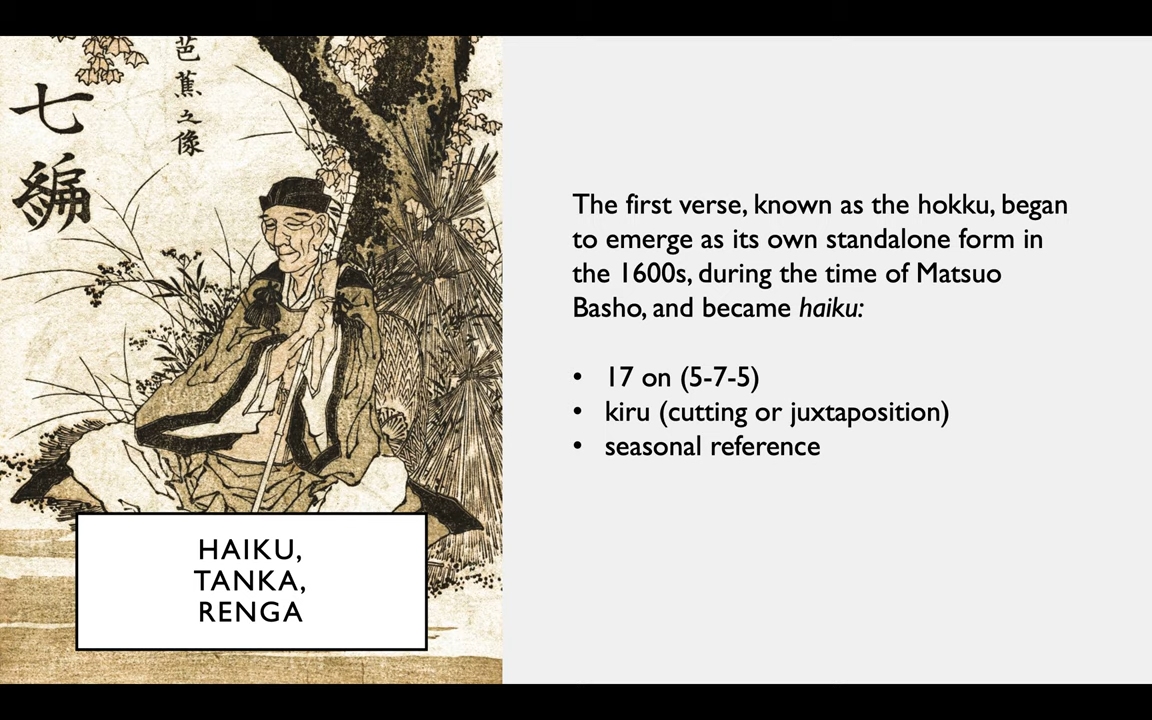 芭蕉之像
七編
The first verse, known as the hokku, began
to emerge as its own standalone form in
the 1600s, during the time of Matsuo
Basho, and became haiku:
• 17 on (5-7-5)
• kiru (cutting or juxtaposition)
• seasonal reference
HAIKU,
TANKA,
RENGA